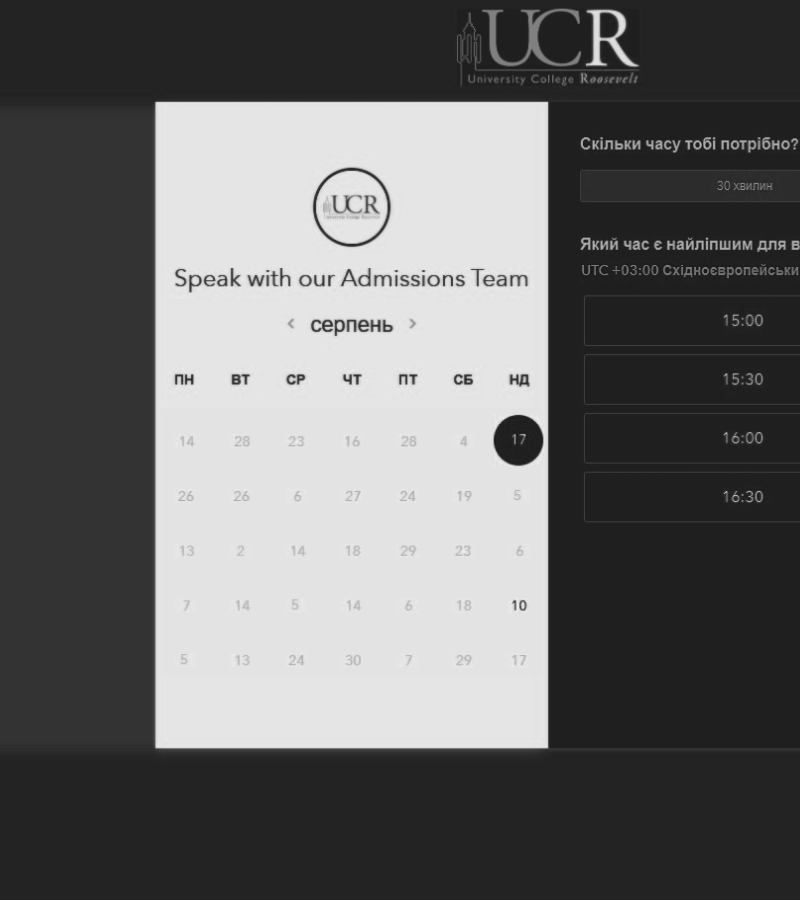 UCR
University College Roosevelt
UCR
Speak with our Admissions Team
< серпень >
ПН ВТ СР ЧТ ПТ СБ НД
14 28 23 16 28 4 17
26 26 6 27 24 19 5
13 2 14 18 29 23 6
7 14 5 14 6 18 10
5 13 24 30 7 29 17
Скільки часу тобі потрібно?
30 хвилин
Який час є найліпшим для в
UTC +03:00 Східноєвропейськи
15:00
15:30
16:00
16:30